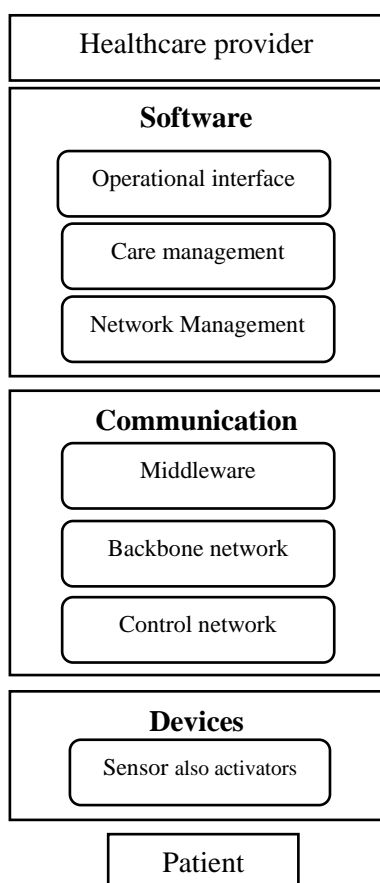 Healthcare provider
Software
Operational interface
Care management
Network Management
Communication
Middleware
Backbone network
Control network
Devices
Sensor also activators
Patient